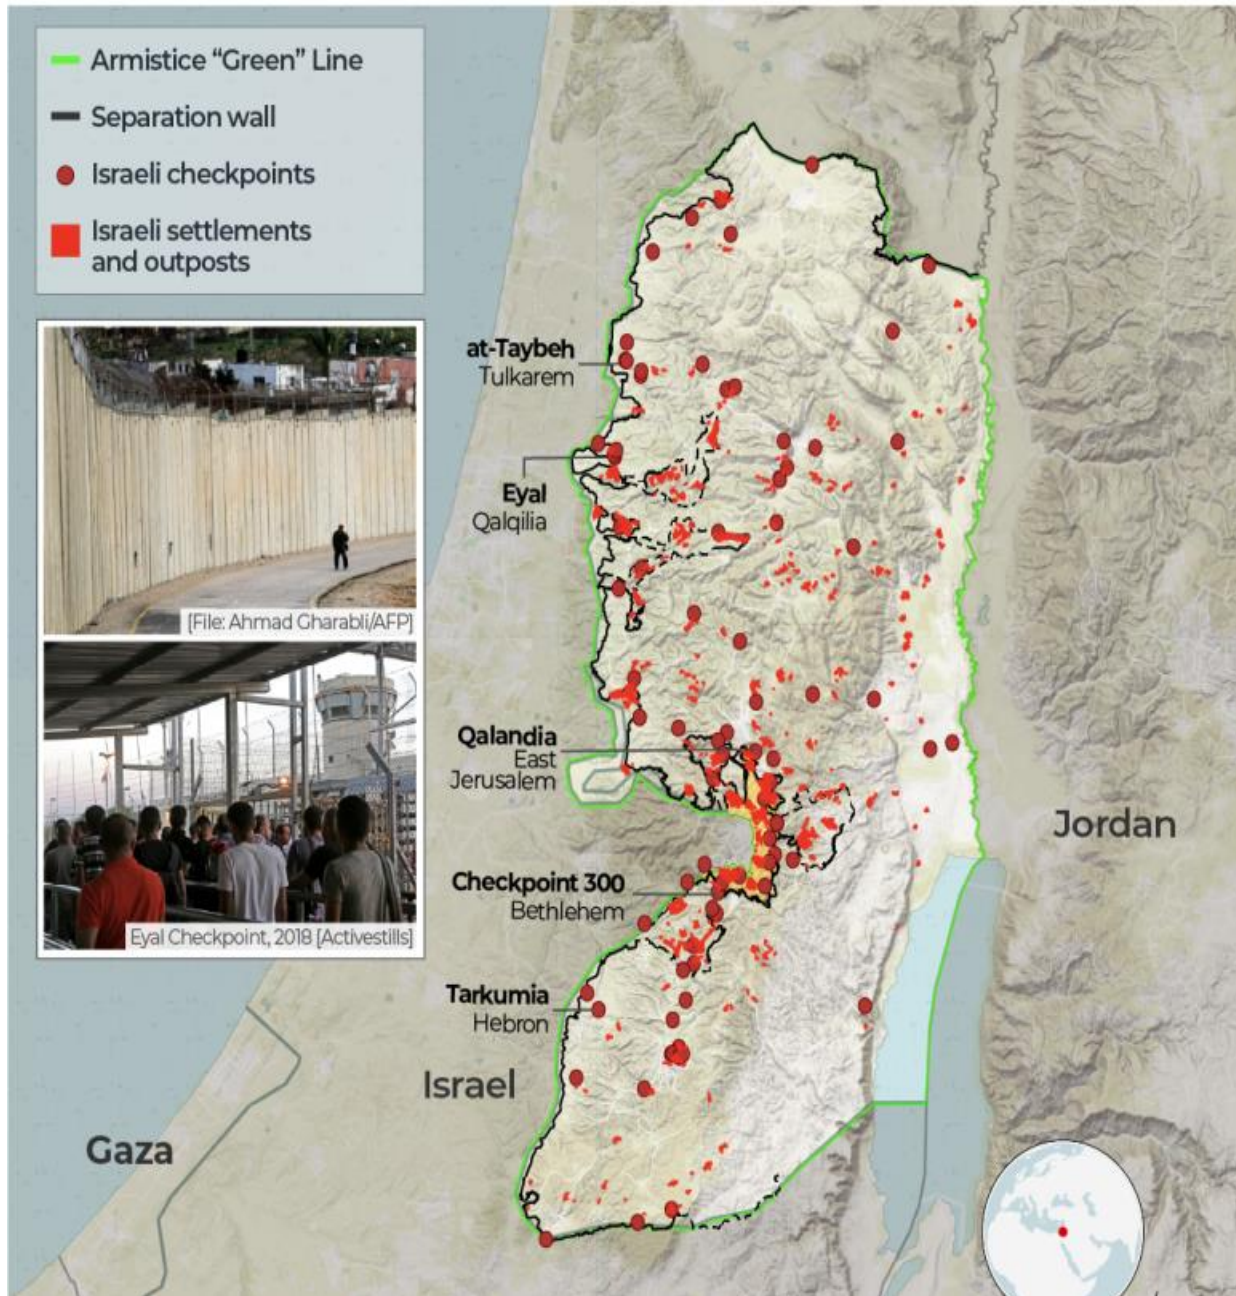 Armistice “Green” Line
Separation wall
Israeli checkpoints
Israeli settlements
and outposts
[File: Ahmad Gharabli/AFP]
Eyal Checkpoint, 2018 [Activestills]
at-Taybeh
Tulkarem
Eyal
Qalqilia
Qalandia
East
Jerusalem
Checkpoint 300
Bethlehem
Tarkumia
Hebron
Israel
Jordan
Gaza